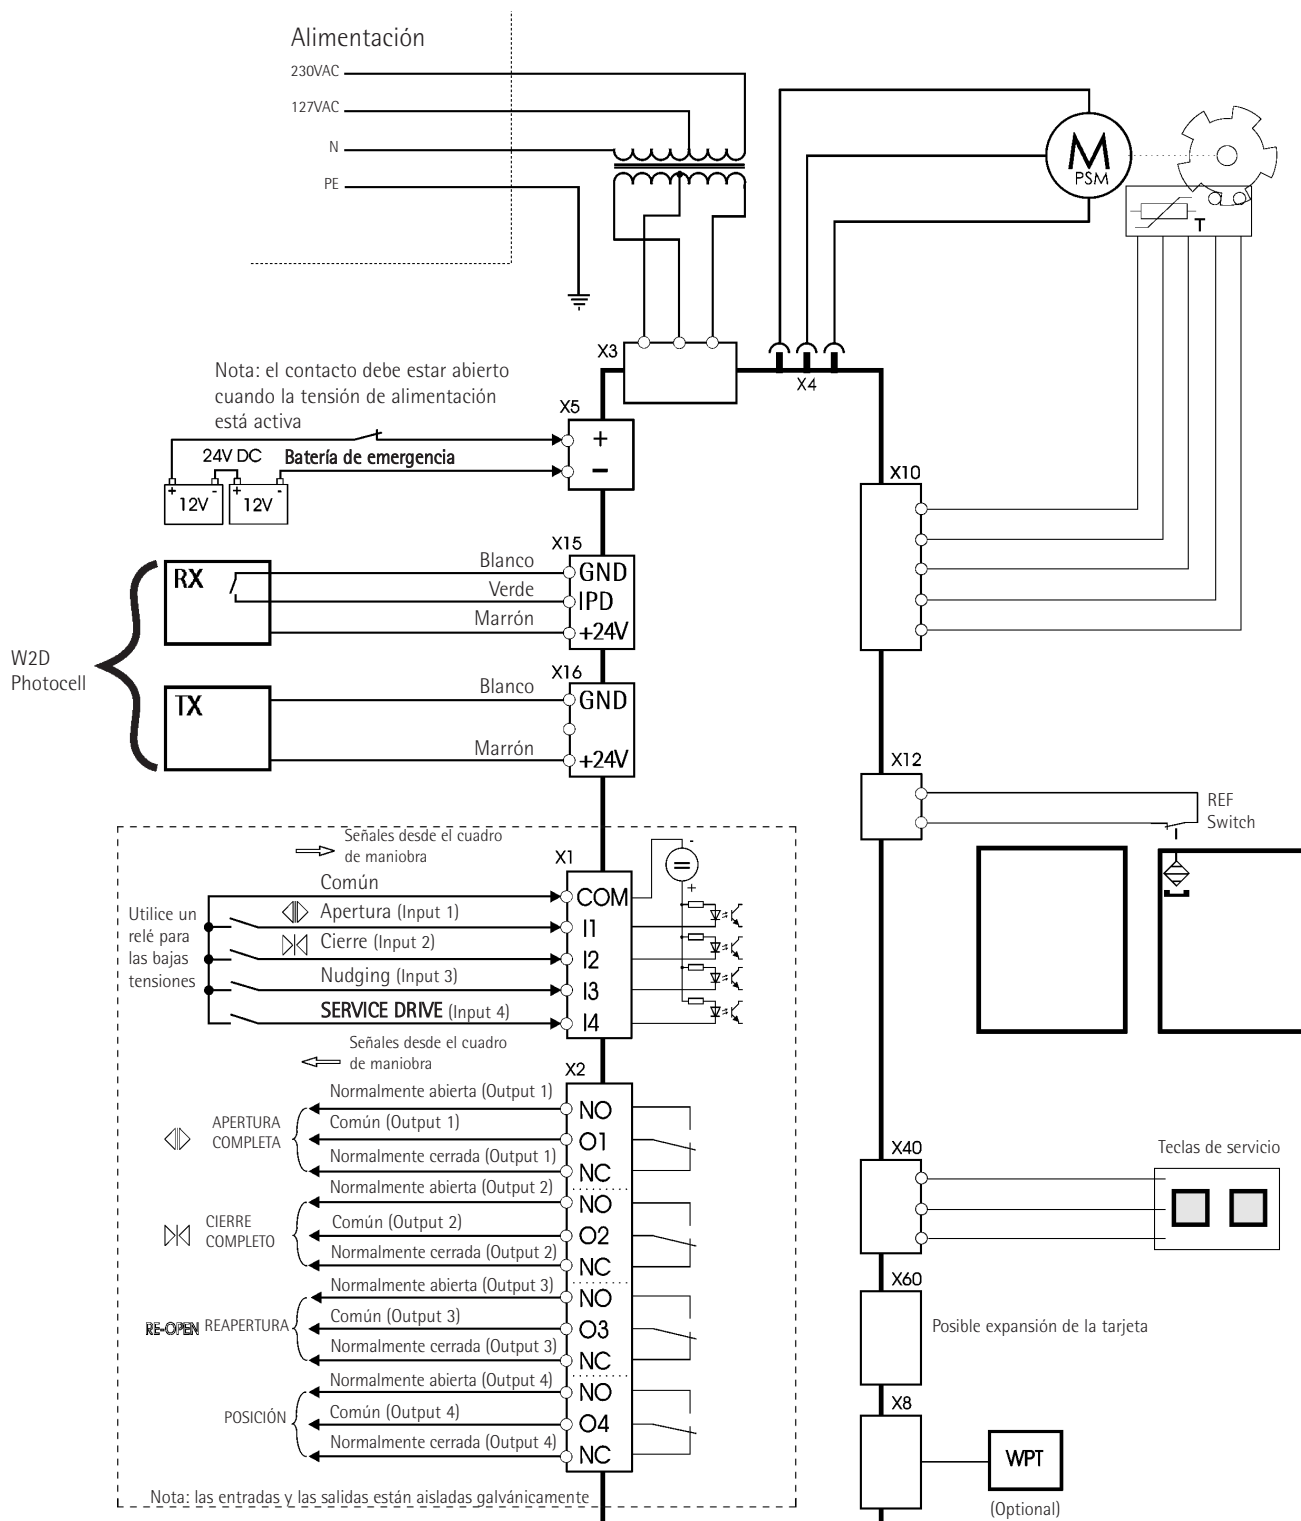 Alimentación
230VAC
127VAC
N
PE
M
PSM
T
X3
X4
Nota: el contacto debe estar abierto
cuando la tensión de alimentación
está activa
X5
+
−
24V DC
Batería de emergencia
+ -
12V
+ -
12V
X10
X15
RX
Blanco
GND
Verde
IPD
Marrón
+24V
W2D
Photocell
X16
TX
Blanco
GND
Marrón
+24V
X12
REF
Switch
Señales desde el cuadro
de maniobra
X1
-
=
+
Común
COM
Utilice un
relé para
las bajas
tensiones
Apertura (Input 1)
I1
Cierre (Input 2)
I2
Nudging (Input 3)
I3
SERVICE DRIVE (Input 4)
I4
Señales desde el cuadro
de maniobra
X2
Normalmente abierta (Output 1)
NO
APERTURA
COMPLETA
Común (Output 1)
O1
Normalmente cerrada (Output 1)
NC
Normalmente abierta (Output 2)
NO
CIERRE
COMPLETO
Común (Output 2)
O2
Normalmente cerrada (Output 2)
NC
Normalmente abierta (Output 3)
NO
RE-OPEN REAPERTURA
Común (Output 3)
O3
Normalmente cerrada (Output 3)
NC
Normalmente abierta (Output 4)
NO
POSICIÓN
Común (Output 4)
O4
Normalmente cerrada (Output 4)
NC
Nota: las entradas y las salidas están aisladas galvánicamente
X40
Teclas de servicio
X60
Posible expansión de la tarjeta
X8
WPT
(Optional)